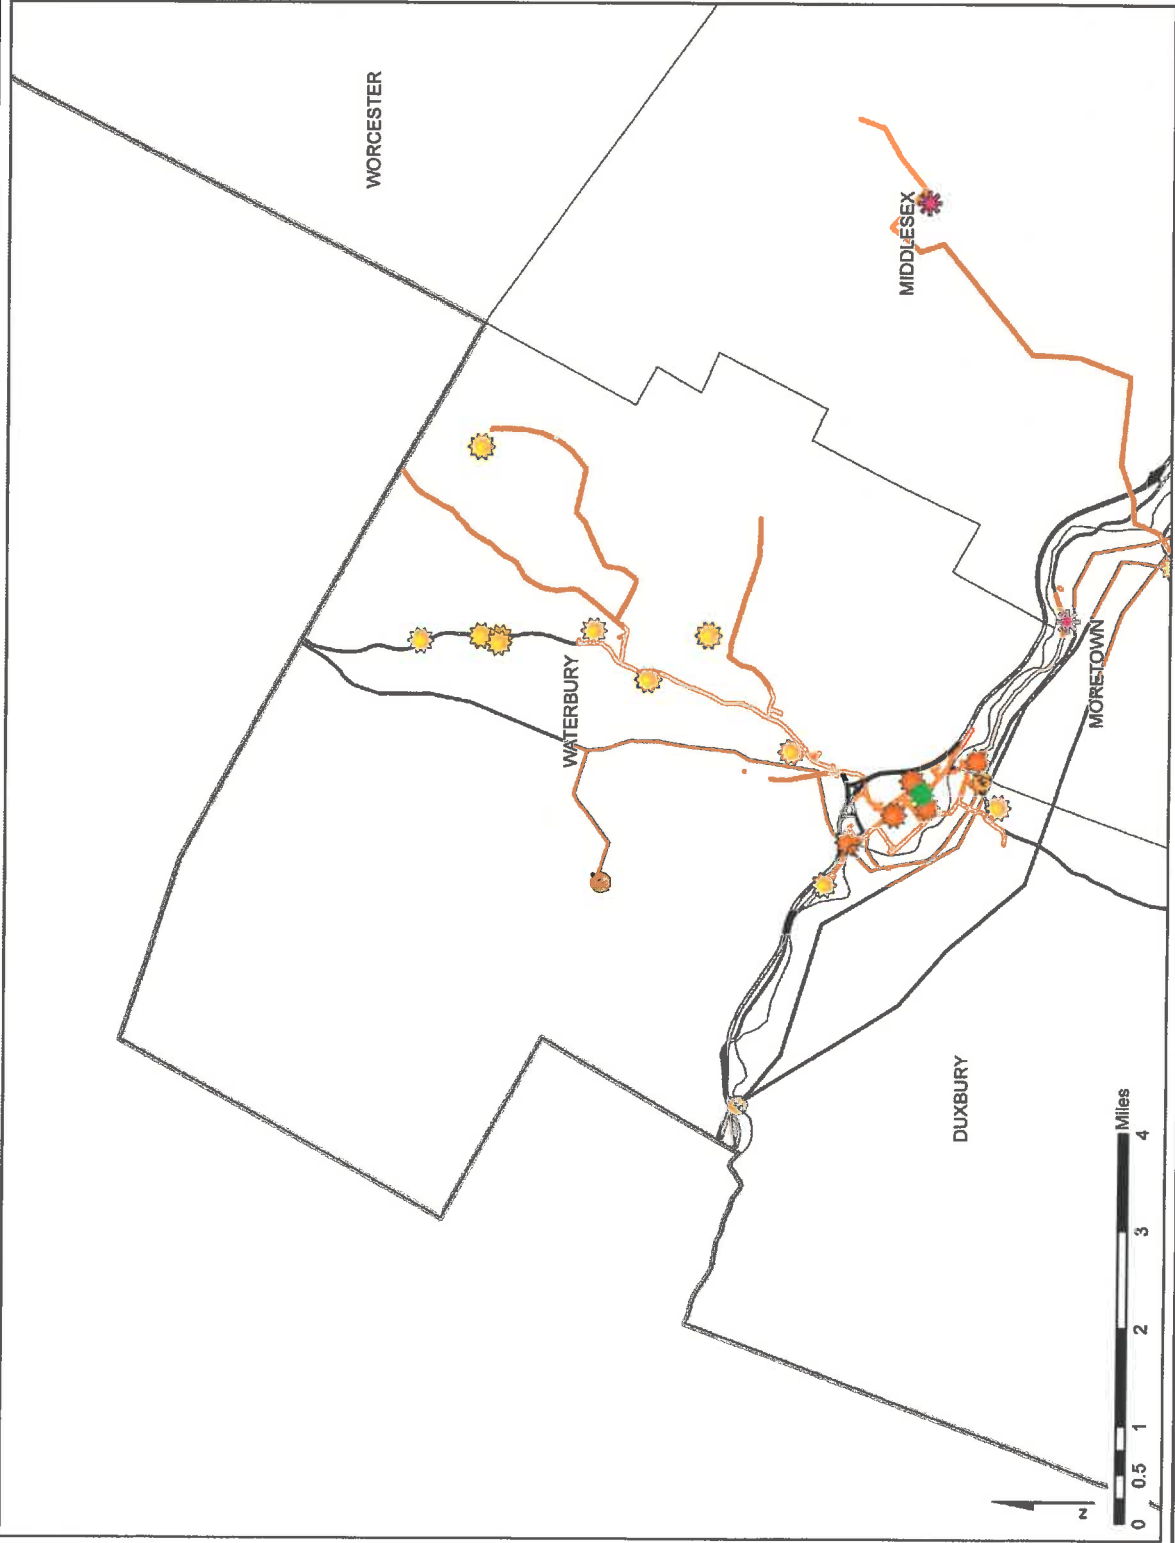 WORCESTER
MIDDLESEX
WATERBURY
MORETOWN
DUXBURY
Z
0 0.5 1 2 3 4
Miles